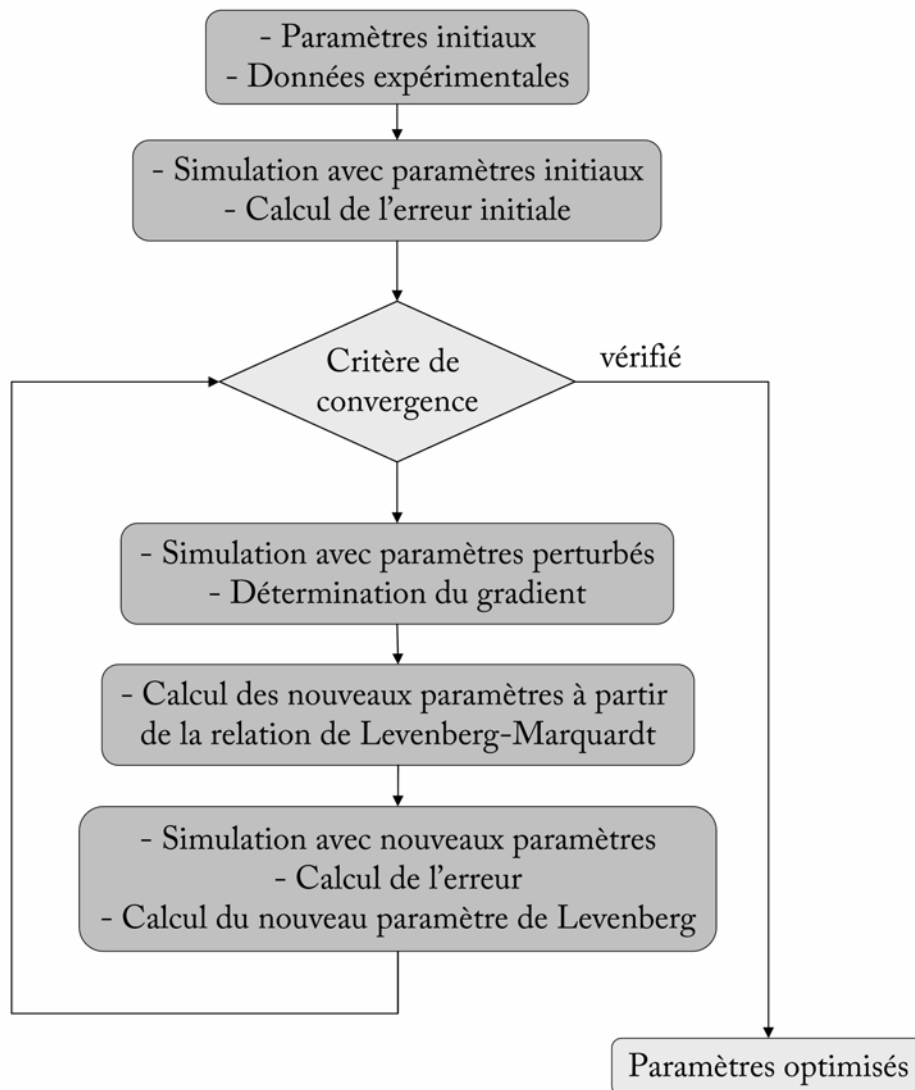 - Paramètres initiaux
- Données expérimentales
- Simulation avec paramètres initiaux
- Calcul de l'erreur initiale
Critère de
convergence
vérifié
- Simulation avec paramètres perturbés
- Détermination du gradient
- Calcul des nouveaux paramètres à partir
de la relation de Levenberg-Marquardt
- Simulation avec nouveaux paramètres
- Calcul de l'erreur
- Calcul du nouveau paramètre de Levenberg
Paramètres optimisés